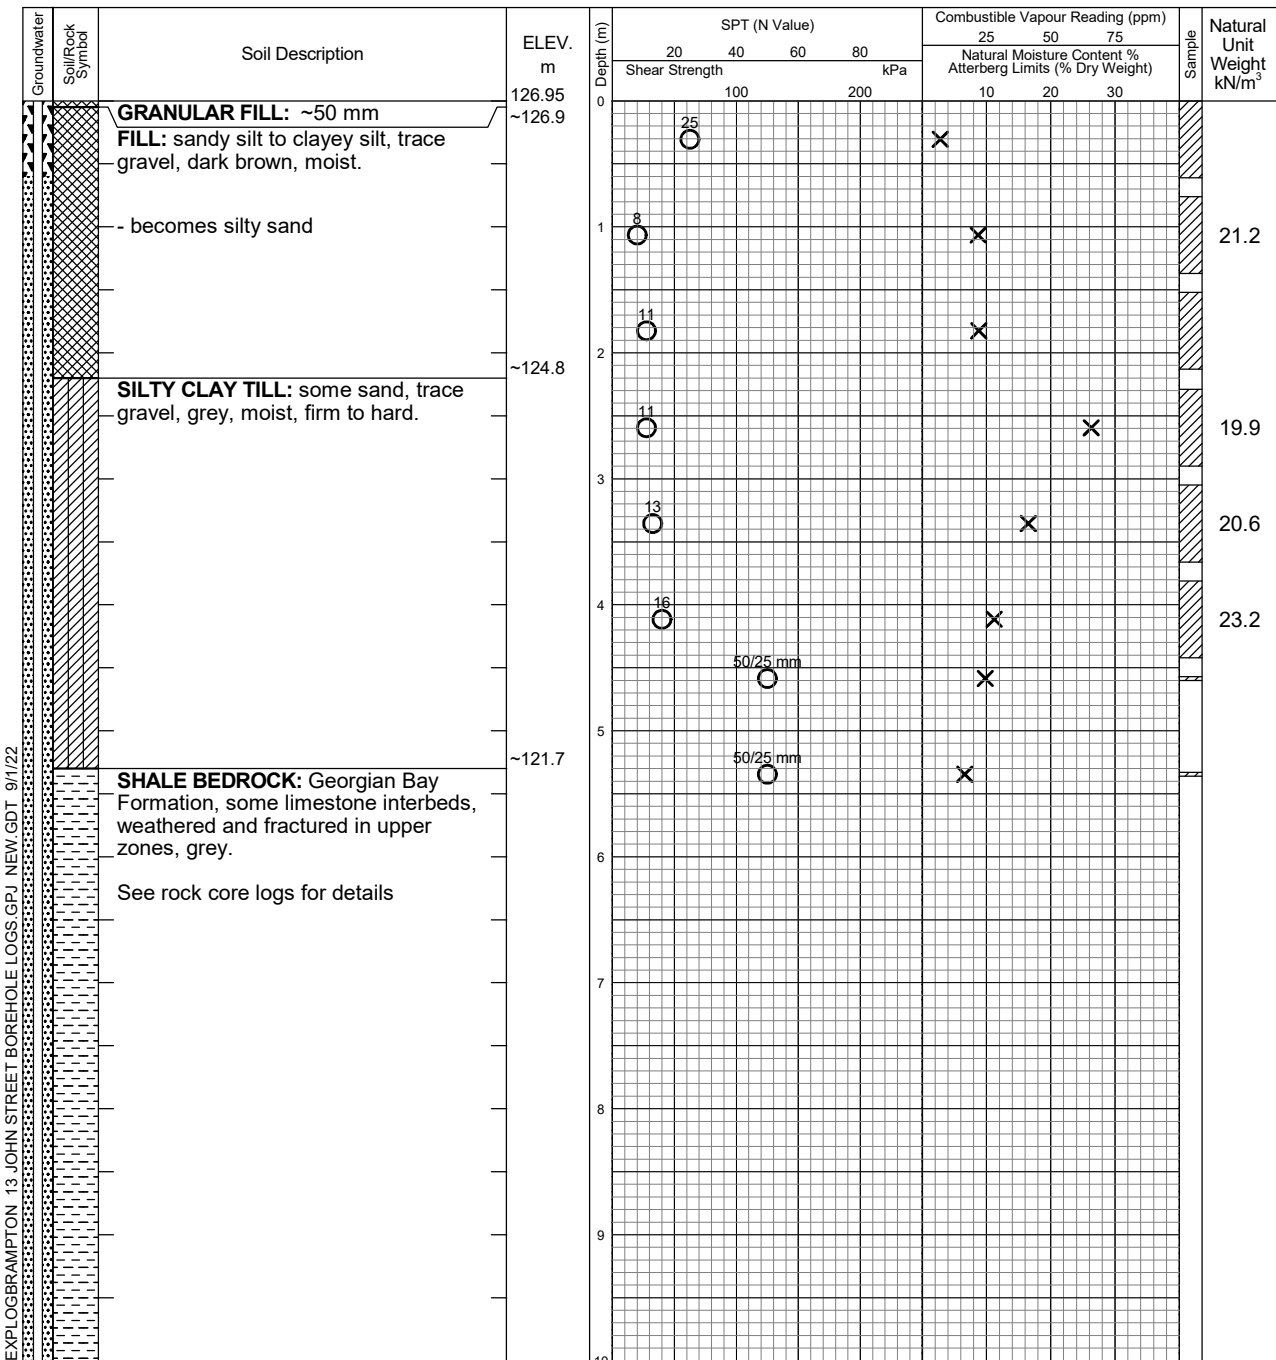 Groundwater
Soil/Rock
Symbol
Soil Description
ELEV.
m
Depth (m)
SPT (N Value)
20 40 60 80
Shear Strength kPa
100 200
Combustible Vapour Reading (ppm)
25 50 75
Natural Moisture Content %
Atterberg Limits (% Dry Weight)
10 20 30
Sample
Natural
Unit
Weight
kN/m3
126.95
0
GRANULAR FILL: ~50 mm
~126.9
FILL: sandy silt to clayey silt, trace
gravel, dark brown, moist.
25
- becomes silty sand
8
1
21.2
11
2
~124.8
SILTY CLAY TILL: some sand, trace
gravel, grey, moist, firm to hard.
11
19.9
3
13
20.6
4
16
23.2
50/25 mm
5
~121.7
50/25 mm
SHALE BEDROCK: Georgian Bay
Formation, some limestone interbeds,
weathered and fractured in upper
zones, grey.
6
See rock core logs for details
7
8
9
10
EXPLOGBRAMPTON 13 JOHN STREET BOREHOLE LOGS.GPJ NEW.GDT 9/1/22